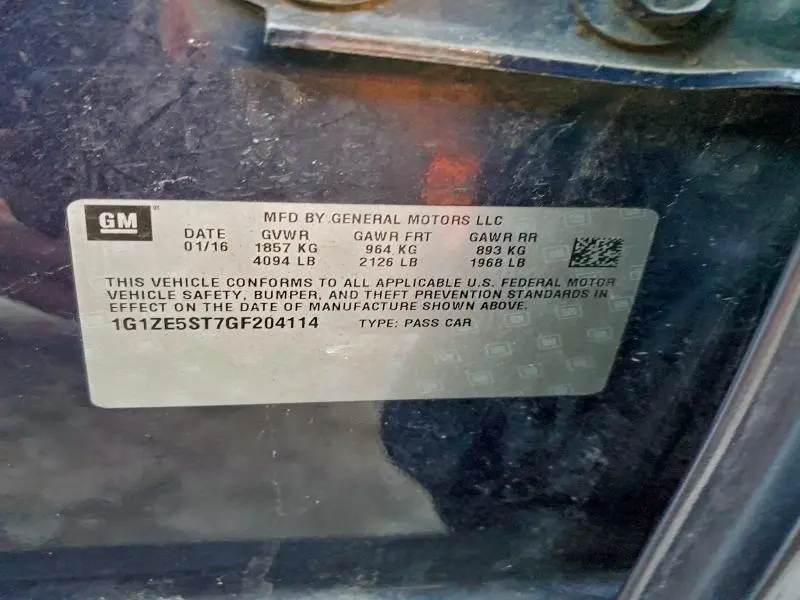 GM
MFD BY GENERAL MOTORS LLC
DATE GVWR GAWR FRT GAWR RR
01/16 1857 KG 964 KG 893 KG
4094 LB 2126 LB 1968 LB
THIS VEHICLE CONFORMS TO ALL APPLICABLE U.S. FEDERAL MOTOR
VEHICLE SAFETY, BUMPER, AND THEFT PREVENTION STANDARDS IN
EFFECT ON THE DATE OF MANUFACTURE SHOWN ABOVE.
1G1ZE5ST7GF204114 TYPE: PASS CAR